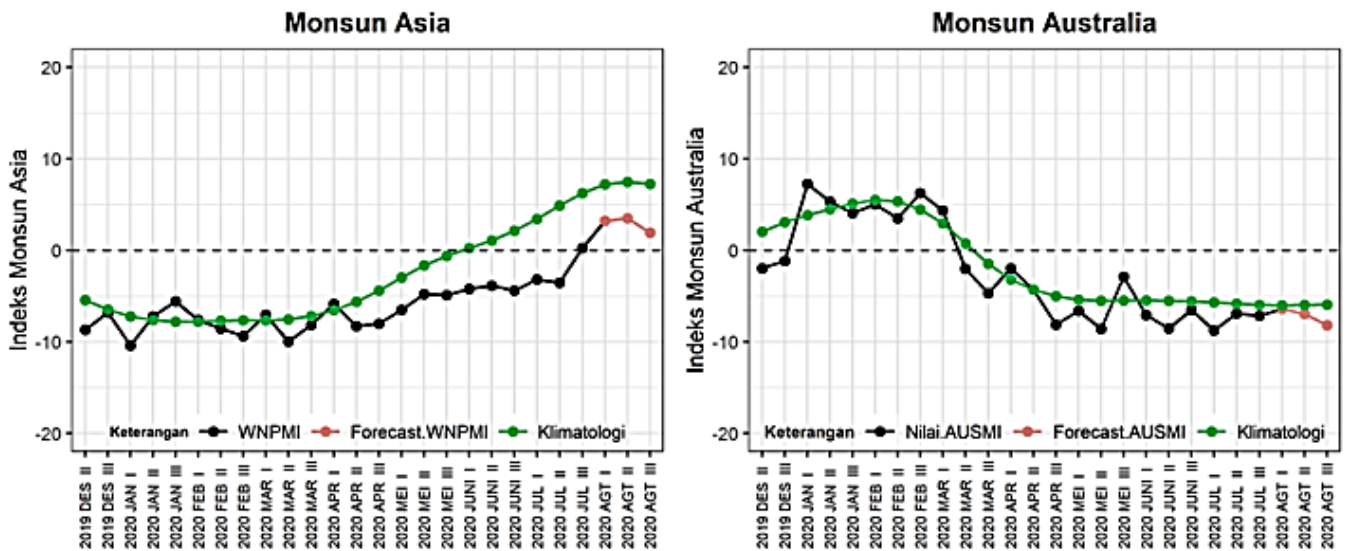 Monsun Asia
Indeks Monsun Asia
20
10
0
-10
-20
Keterangan WNPMI Forecast.WNPMI Klimatologi
2019 DES II
2019 DES III
2020 JAN I
2020 JAN II
2020 JAN III
2020 FEB I
2020 FEB II
2020 FEB III
2020 MAR I
2020 MAR II
2020 MAR III
2020 APR I
2020 APR II
2020 APR III
2020 MEI I
2020 MEI II
2020 MEI III
2020 JUNI I
2020 JUNI II
2020 JUNI III
2020 JUL I
2020 JUL II
2020 JUL III
2020 AGT I
2020 AGT II
2020 AGT III
Monsun Australia
Indeks Monsun Australia
20
10
0
-10
-20
Keterangan Nilai.AUSMI Forecast.AUSMI Klimatologi
2019 DES II
2019 DES III
2020 JAN I
2020 JAN II
2020 JAN III
2020 FEB I
2020 FEB II
2020 FEB III
2020 MAR I
2020 MAR II
2020 MAR III
2020 APR I
2020 APR II
2020 APR III
2020 MEI I
2020 MEI II
2020 MEI III
2020 JUNI I
2020 JUNI II
2020 JUNI III
2020 JUL I
2020 JUL II
2020 JUL III
2020 AGT I
2020 AGT II
2020 AGT III